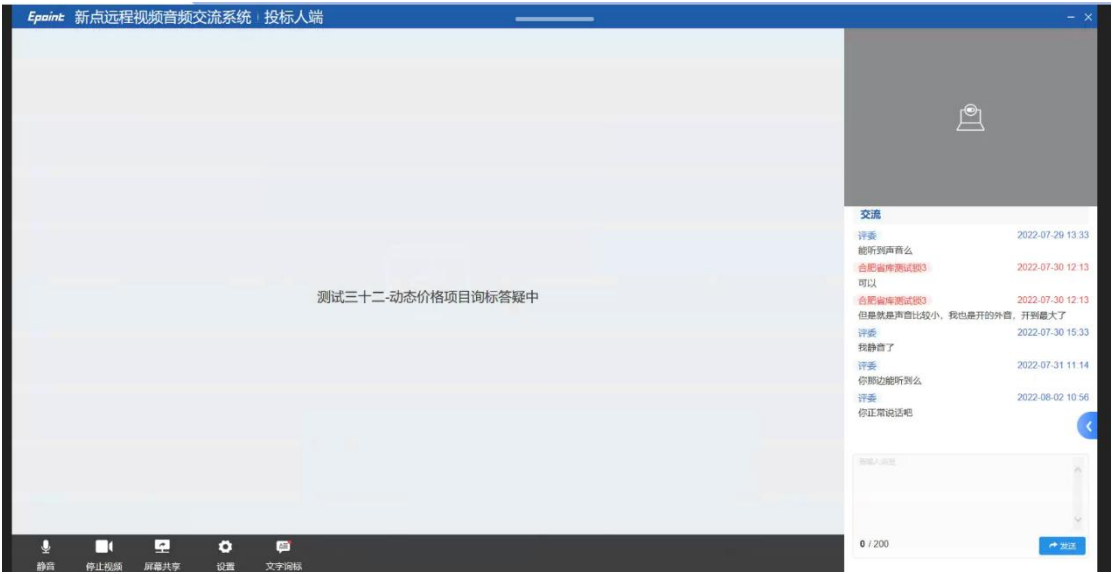 Epoint 新点远程视频音频交流系统 | 投标人端
测试三十二-动态价格项目询标答疑中
交流
评委 2022-07-29 13:33
能听到声音么
合肥省库测试锁3 2022-07-30 12:13
可以
合肥省库测试锁3 2022-07-30 12:13
但是就是声音比较小，我也是开的外音，开到最大了
评委 2022-07-30 15:33
我静音了
评委 2022-07-31 11:14
你那边能听到么
评委 2022-08-02 10:56
你正常说话吧
0 / 200
发送
静音 停止视频 屏幕共享 设置 文字询标